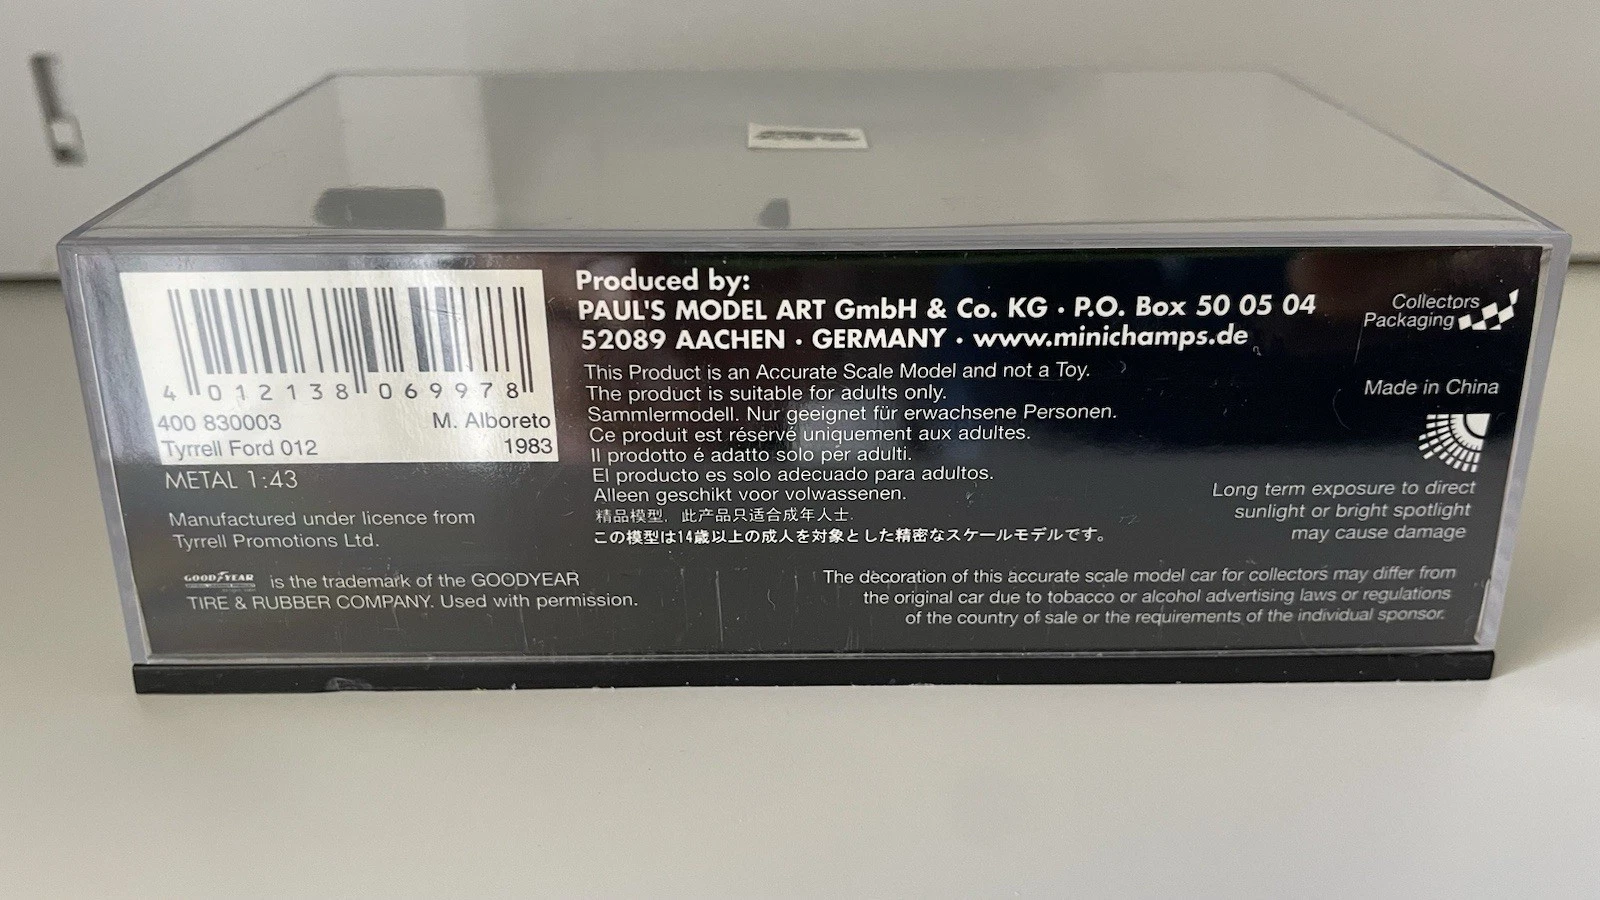 4 012138 069978
400 830003 M. Alboreto
Tyrrell Ford 012 1983
METAL 1:43
Manufactured under licence from
Tyrrell Promotions Ltd.
GOODYEAR is the trademark of the GOODYEAR
TIRE & RUBBER COMPANY. Used with permission.
Produced by:
PAUL'S MODEL ART GmbH & Co. KG · P.O. Box 50 05 04
52089 AACHEN · GERMANY · www.minichamps.de
This Product is an Accurate Scale Model and not a Toy.
The product is suitable for adults only.
Sammlermodell. Nur geeignet für erwachsene Personen.
Ce produit est réservé uniquement aux adultes.
Il prodotto é adatto solo per adulti.
El producto es solo adecuado para adultos.
Alleen geschikt voor volwassenen.
精品模型，此产品只适合成年人士.
この模型は14歳以上の成人を対象とした精密なスケールモデルです。
Collectors
Packaging
Made in China
Long term exposure to direct
sunlight or bright spotlight
may cause damage
The decoration of this accurate scale model car for collectors may differ from
the original car due to tobacco or alcohol advertising laws or regulations
of the country of sale or the requirements of the individual sponsor.